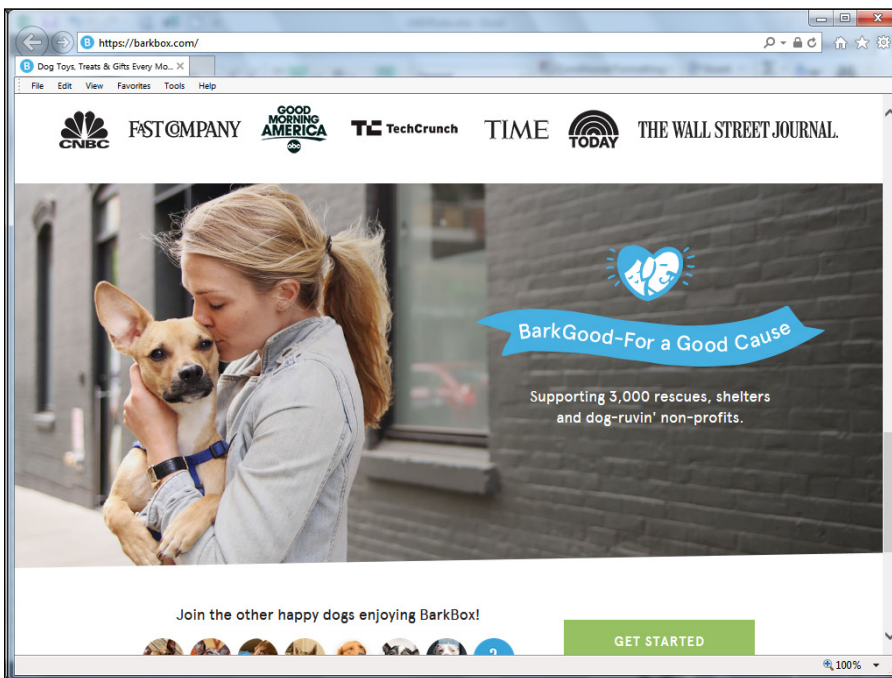 https://barkbox.com/
Dog Toys, Treats & Gifts Every Mo...
File Edit View Favorites Tools Help
CNBC
FAST COMPANY
GOOD MORNING AMERICA
abc
TechCrunch
TIME
TODAY
THE WALL STREET JOURNAL.
BarkGood-For a Good Cause
Supporting 3,000 rescues, shelters
and dog-ruvin' non-profits.
Join the other happy dogs enjoying BarkBox!
GET STARTED
100%